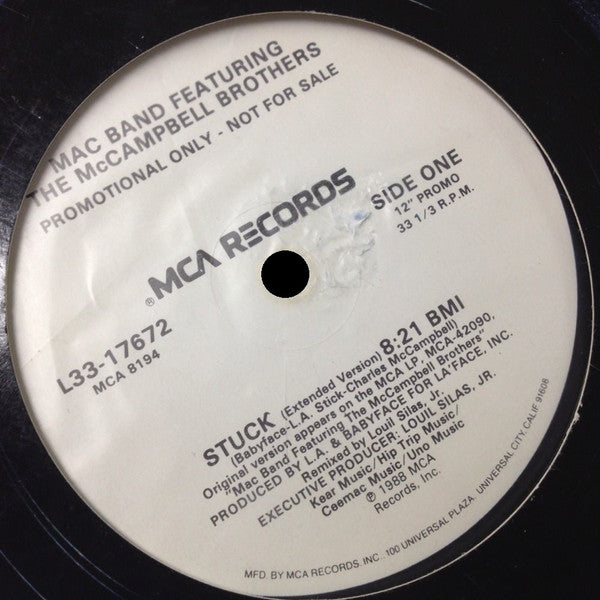 MAC BAND FEATURING
THE McCAMPBELL BROTHERS
PROMOTIONAL ONLY - NOT FOR SALE
®MCA RECORDS
SIDE ONE
12" PROMO
33 1/3 R.P.M.
L33-17672
MCA 8194
STUCK (Extended Version) 8:21 BMI
(Babyface-L.A. Stick-Charles McCampbell)
Original version appears on the MCA LP, MCA-42090,
"Mac Band Featuring The McCampbell Brothers"
PRODUCED BY L.A. & BABYFACE FOR LA'FACE, INC.
Remixed by Louil Silas, Jr.
EXECUTIVE PRODUCER: LOUIL SILAS, JR.
Kear Music/Hip Trip Music/
Ceemac Music/Uno Music
℗ 1988 MCA
Records, Inc.
MFD. BY MCA RECORDS, INC., 100 UNIVERSAL PLAZA, UNIVERSAL CITY, CALIF 91608